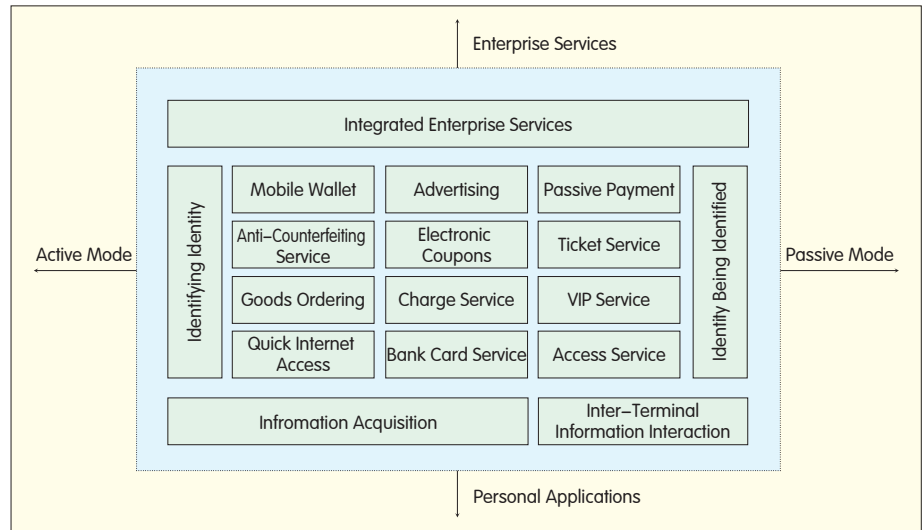 Enterprise Services
Integrated Enterprise Services
Active Mode
Identifying Identity
Mobile Wallet
Advertising
Passive Payment
Anti-Counterfeiting
Service
Electronic
Coupons
Ticket Service
Goods Ordering
Charge Service
VIP Service
Quick Internet
Access
Bank Card Service
Access Service
Identity Being Identified
Passive Mode
Infromation Acquisition
Inter-Terminal
Information Interaction
Personal Applications